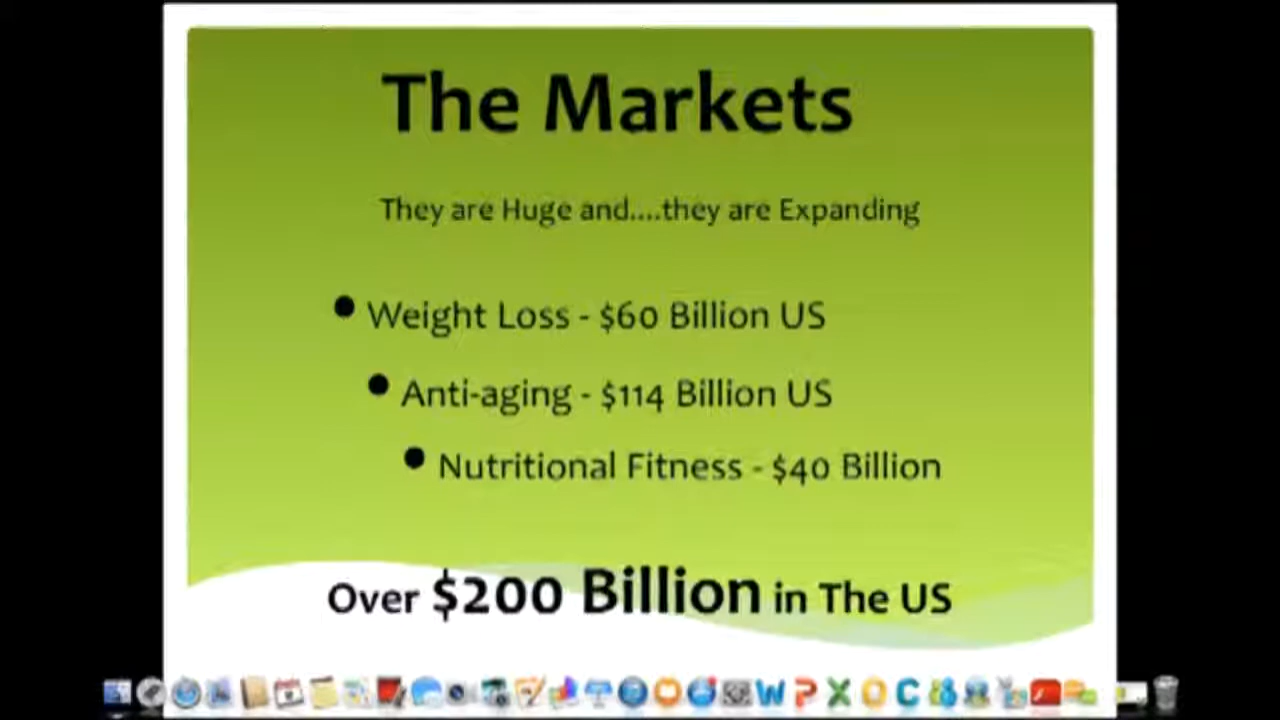 The Markets
They are Huge and....they are Expanding
Weight Loss - $60 Billion US
Anti-aging - $114 Billion US
Nutritional Fitness - $40 Billion
Over $200 Billion in The US